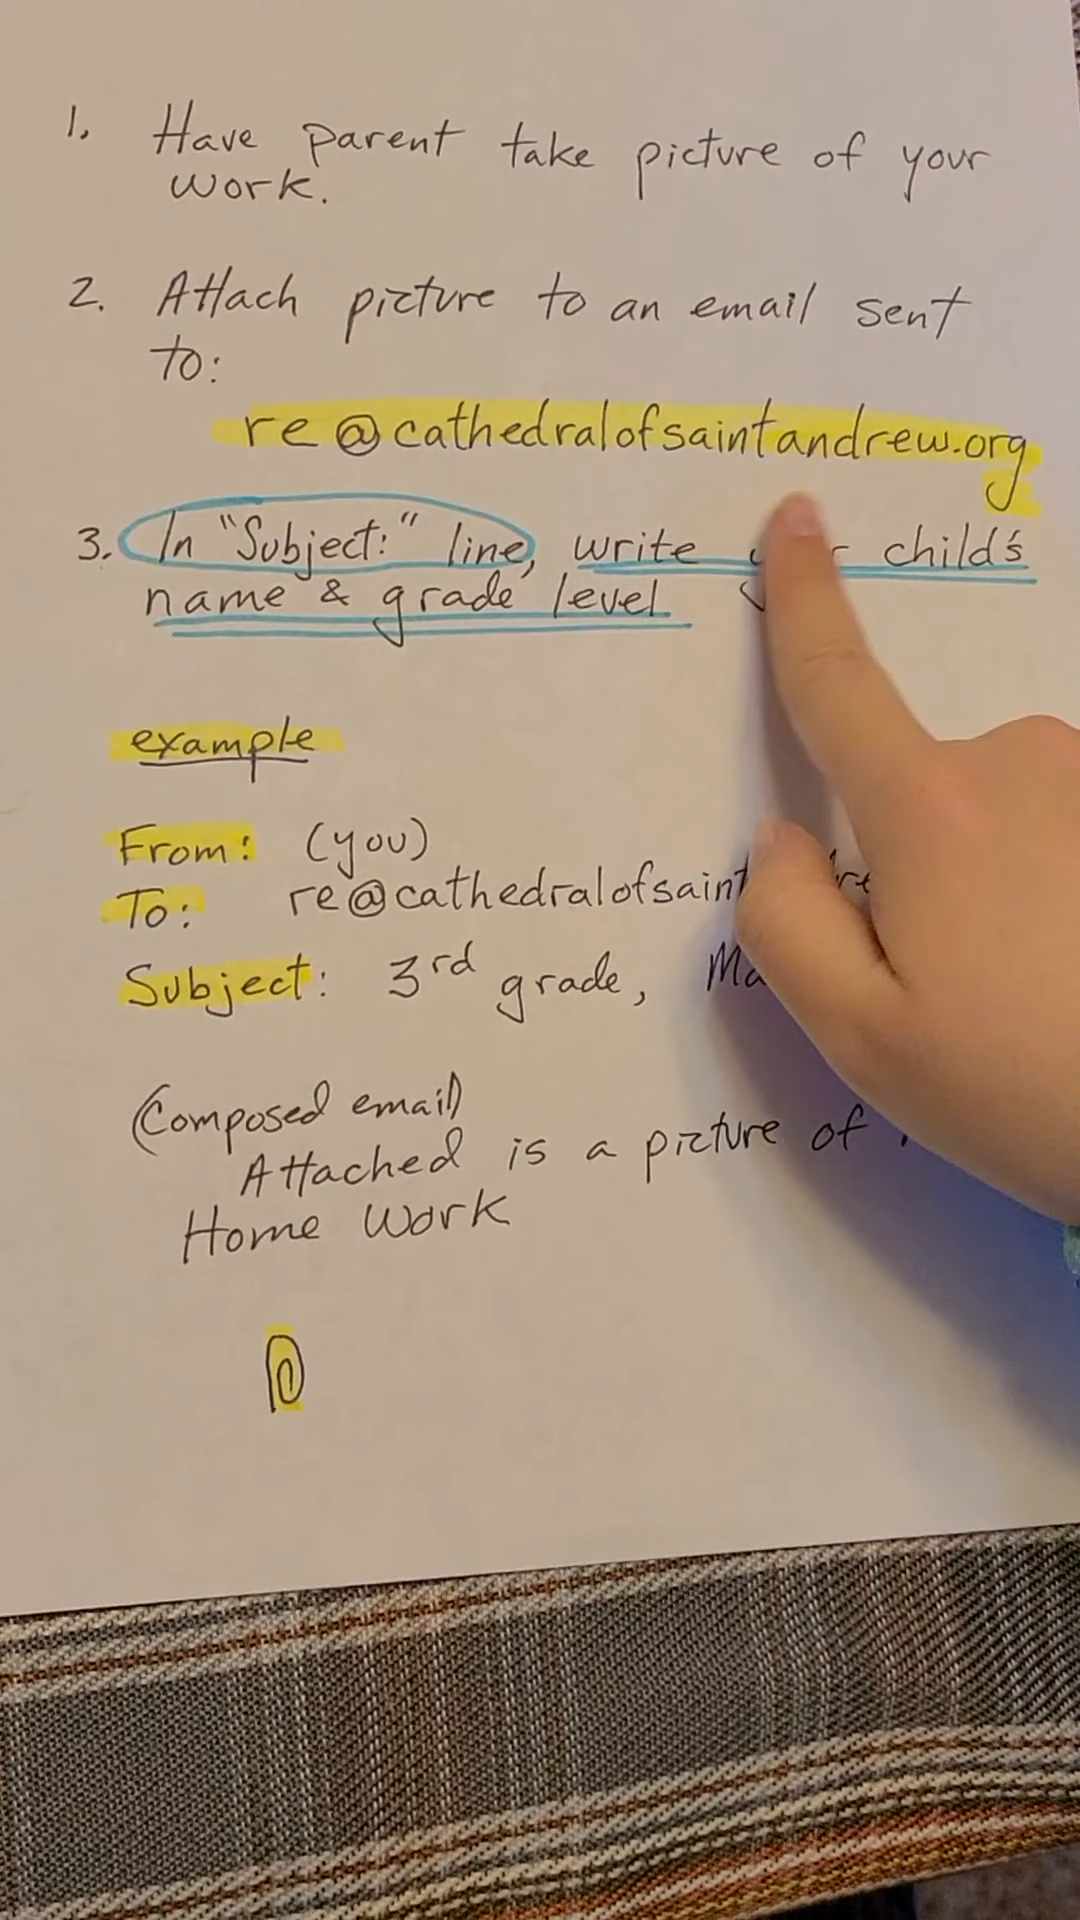 1. Have parent take picture of your
work.
2. Attach picture to an email sent
to:
re@cathedralofsaintandrew.org
3. In "Subject:" line, write child's
name & grade level
example
From: (you)
To: re@cathedralofsaint
Subject: 3rd grade,
(Composed email)
Attached is a picture of
Home Work